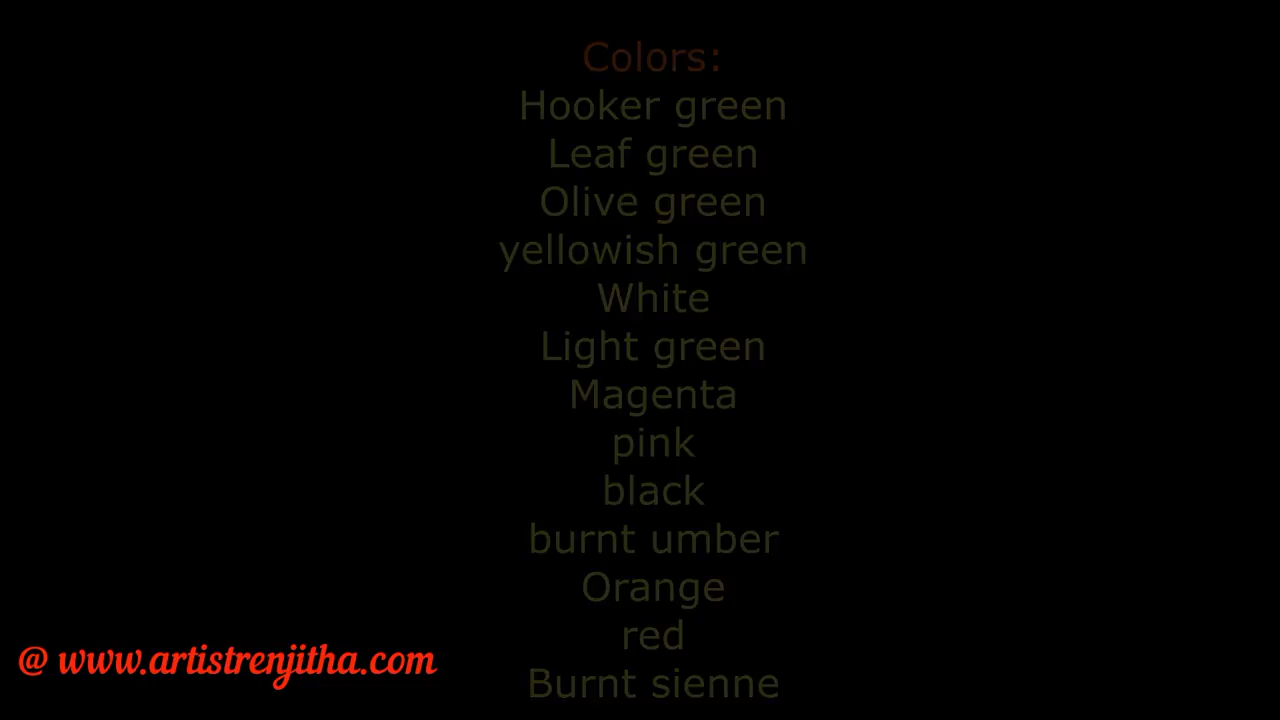 Colors:
Hooker green
Leaf green
Olive green
yellowish green
White
Light green
Magenta
pink
black
burnt umber
Orange
red
Burnt sienne
@ www.artistrenjitha.com